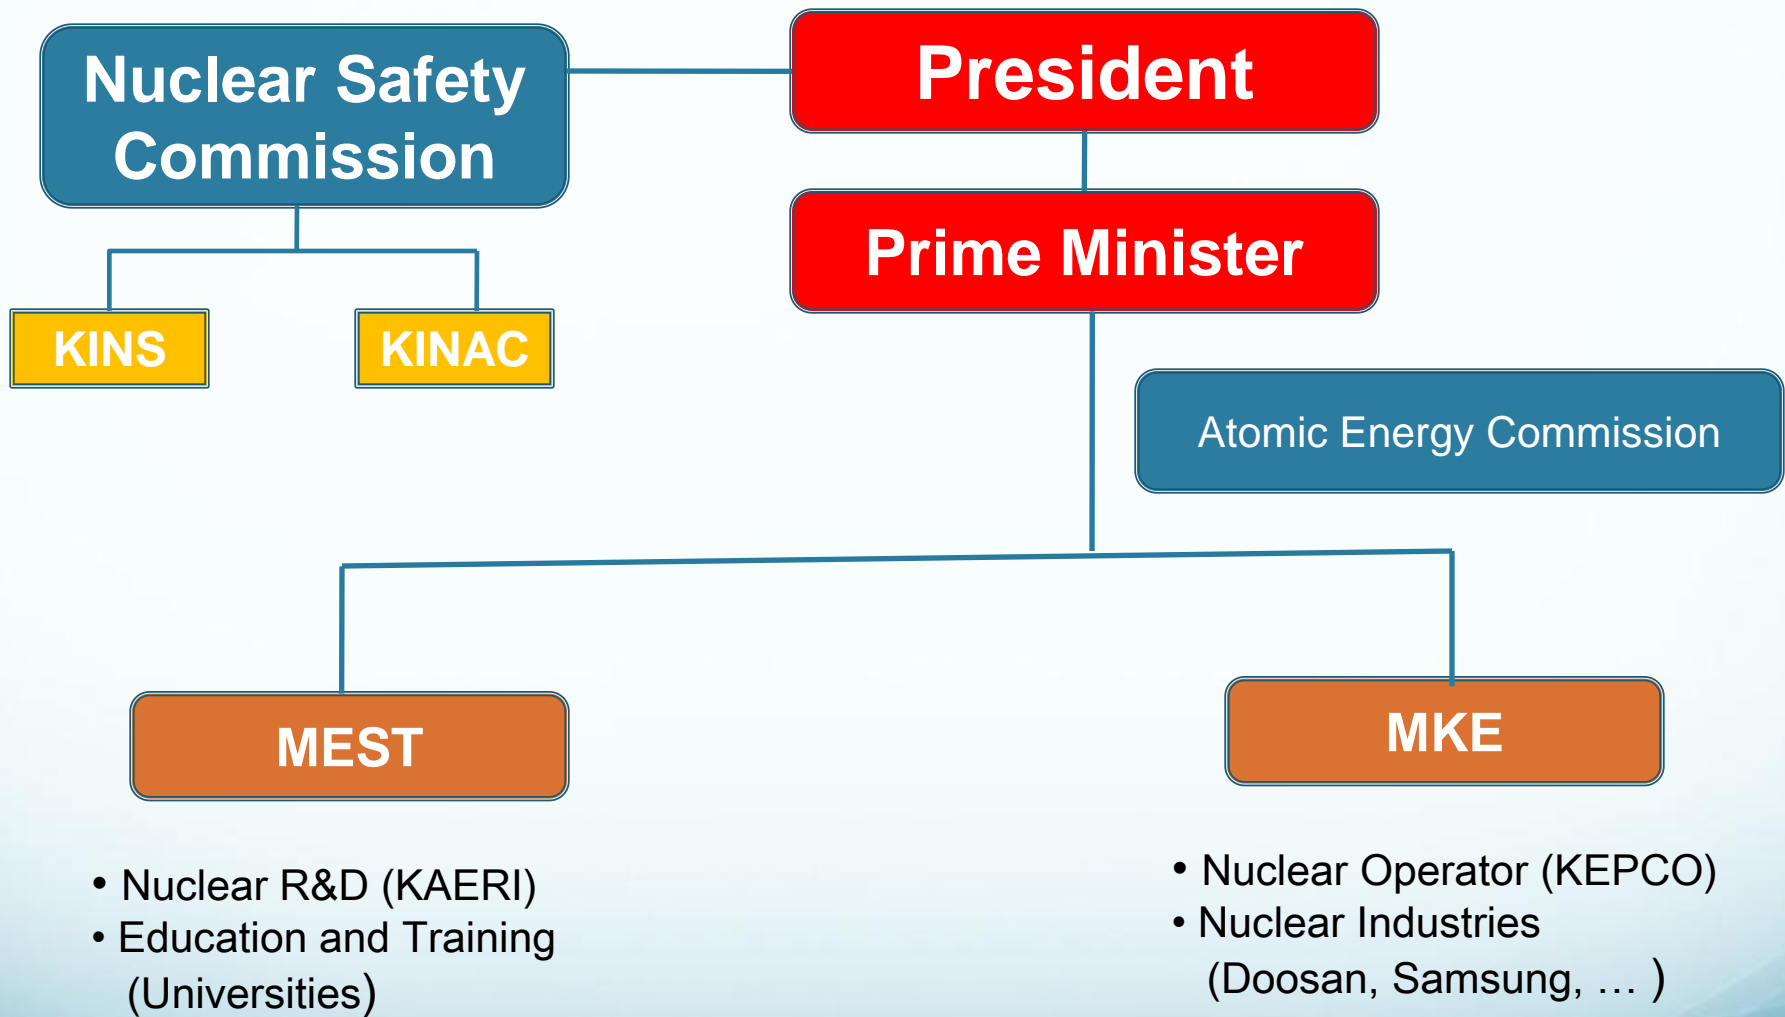 Nuclear Safety
Commission
President
Prime Minister
KINS
KINAC
Atomic Energy Commission
MEST
MKE
• Nuclear R&D (KAERI)
• Education and Training
(Universities)
• Nuclear Operator (KEPCO)
• Nuclear Industries
(Doosan, Samsung, … )